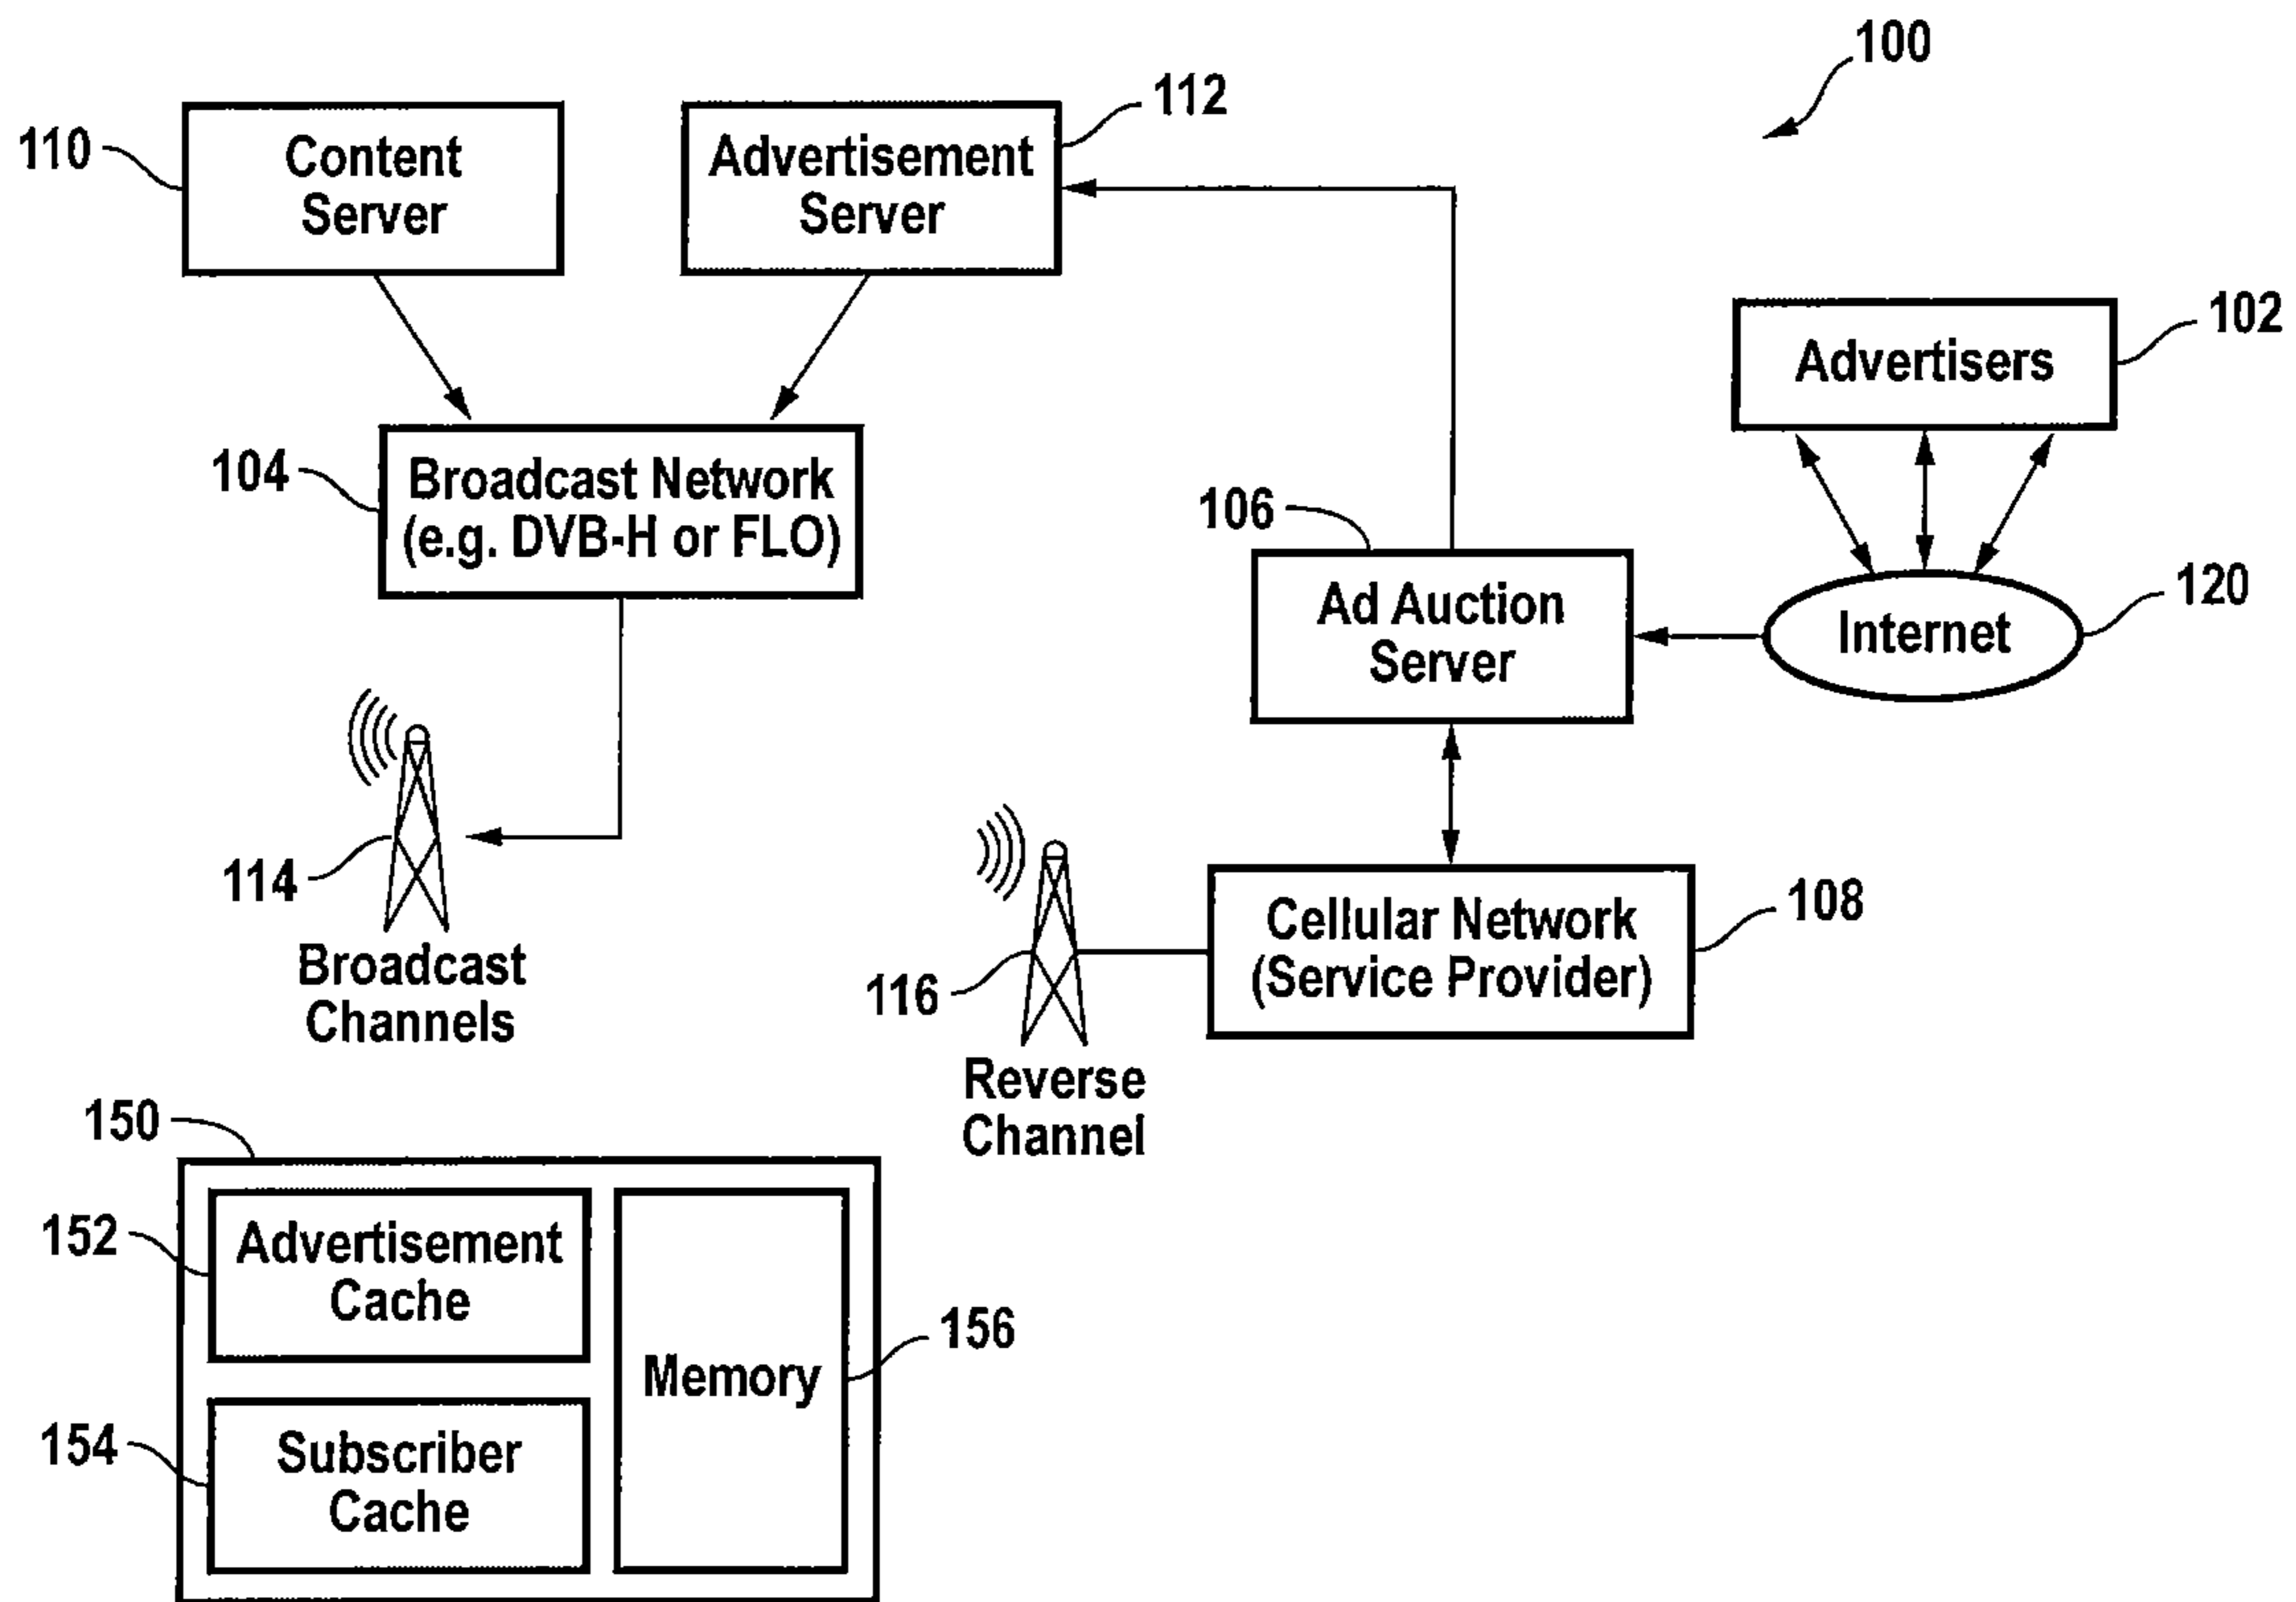 100
110
Content
Server
112
Advertisement
Server
102
Advertisers
104
Broadcast Network
(e.g. DVB-H or FLO)
106
Ad Auction
Server
120
Internet
114
Broadcast
Channels
116
Reverse
Channel
108
Cellular Network
(Service Provider)
150
152
Advertisement
Cache
154
Subscriber
Cache
156
Memory